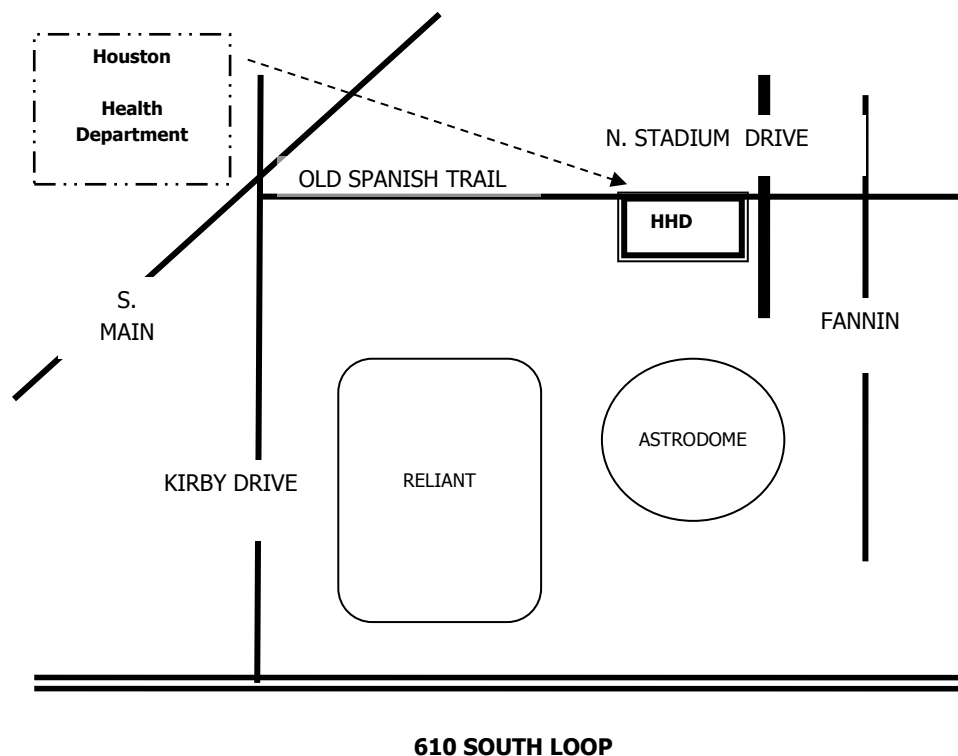 Houston
Health
Department
N. STADIUM  DRIVE
OLD SPANISH TRAIL
HHD
S.
MAIN
FANNIN
ASTRODOME
KIRBY DRIVE
RELIANT
610 SOUTH LOOP